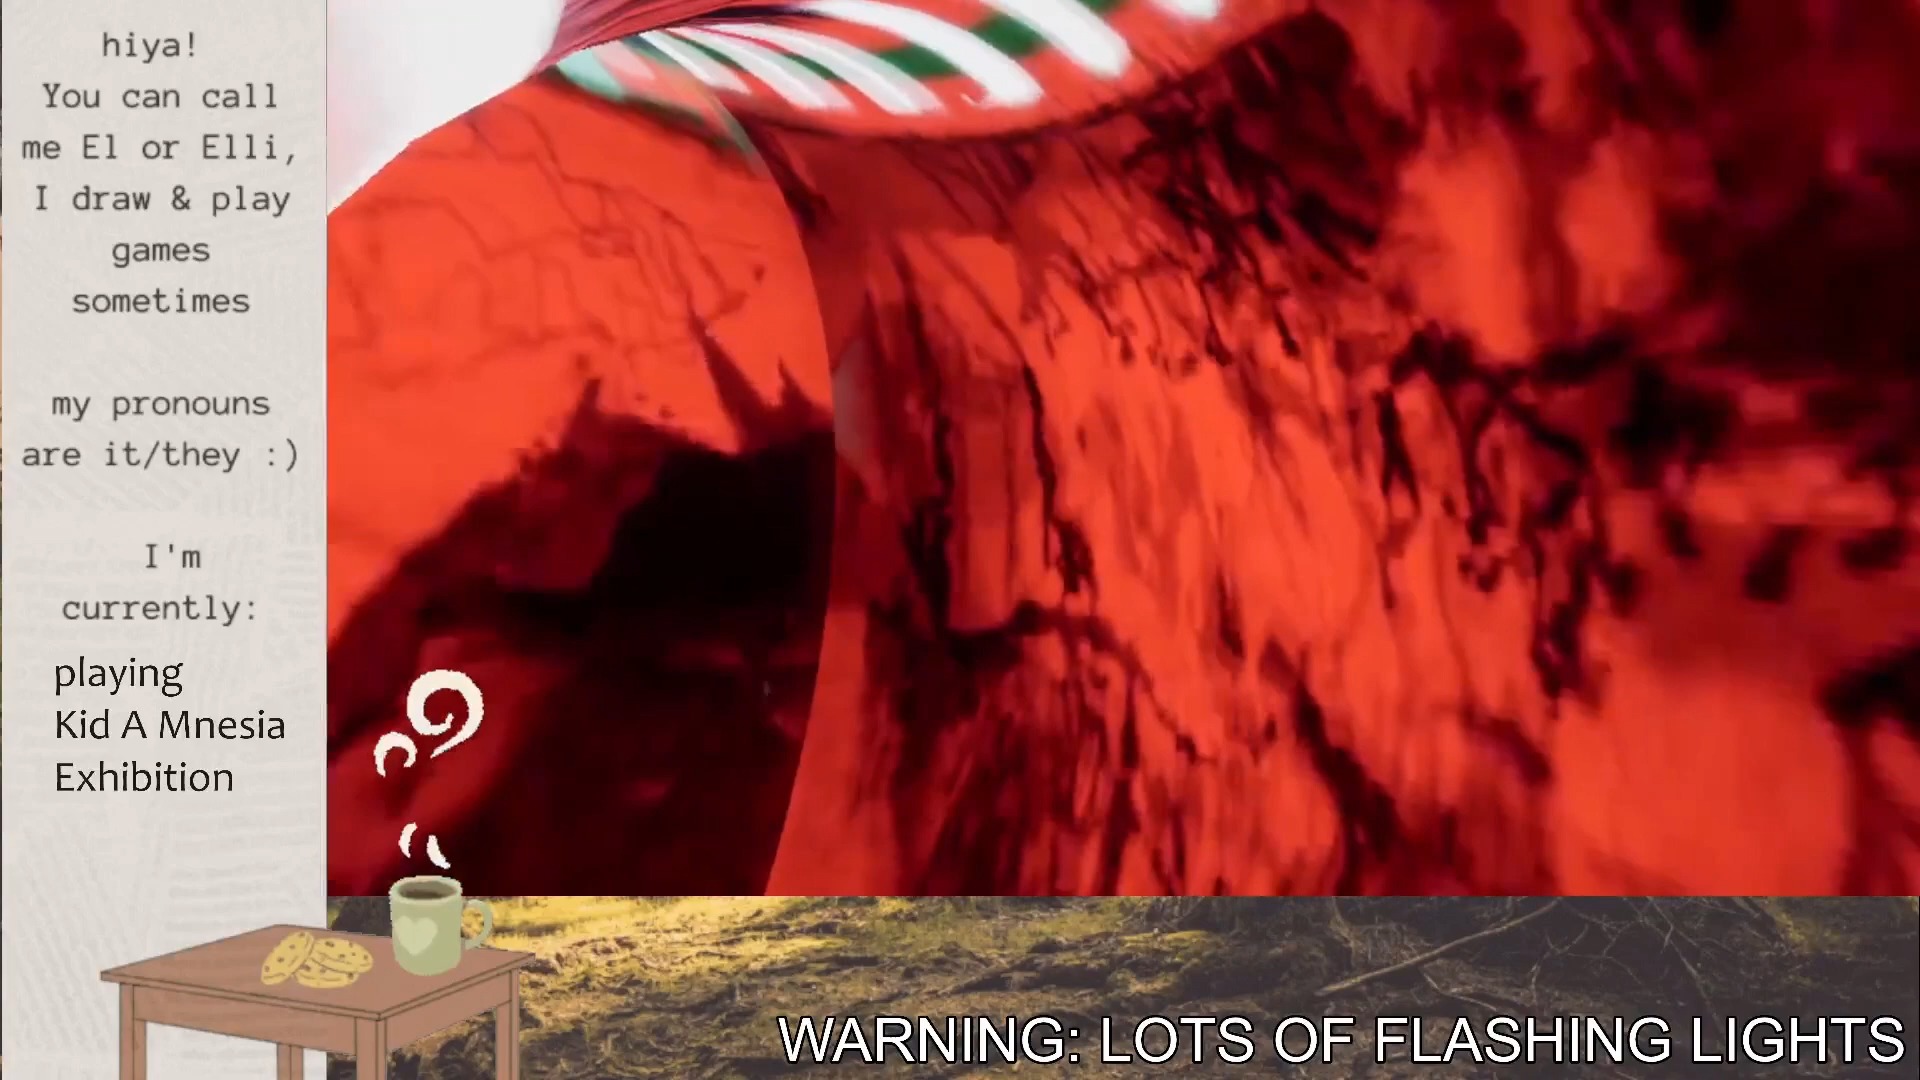 hiya!
You can call
me El or Elli,
I draw & play
games
sometimes
my pronouns
are it/they :)
I'm
currently:
playing
Kid A Mnesia
Exhibition
WARNING: LOTS OF FLASHING LIGHTS